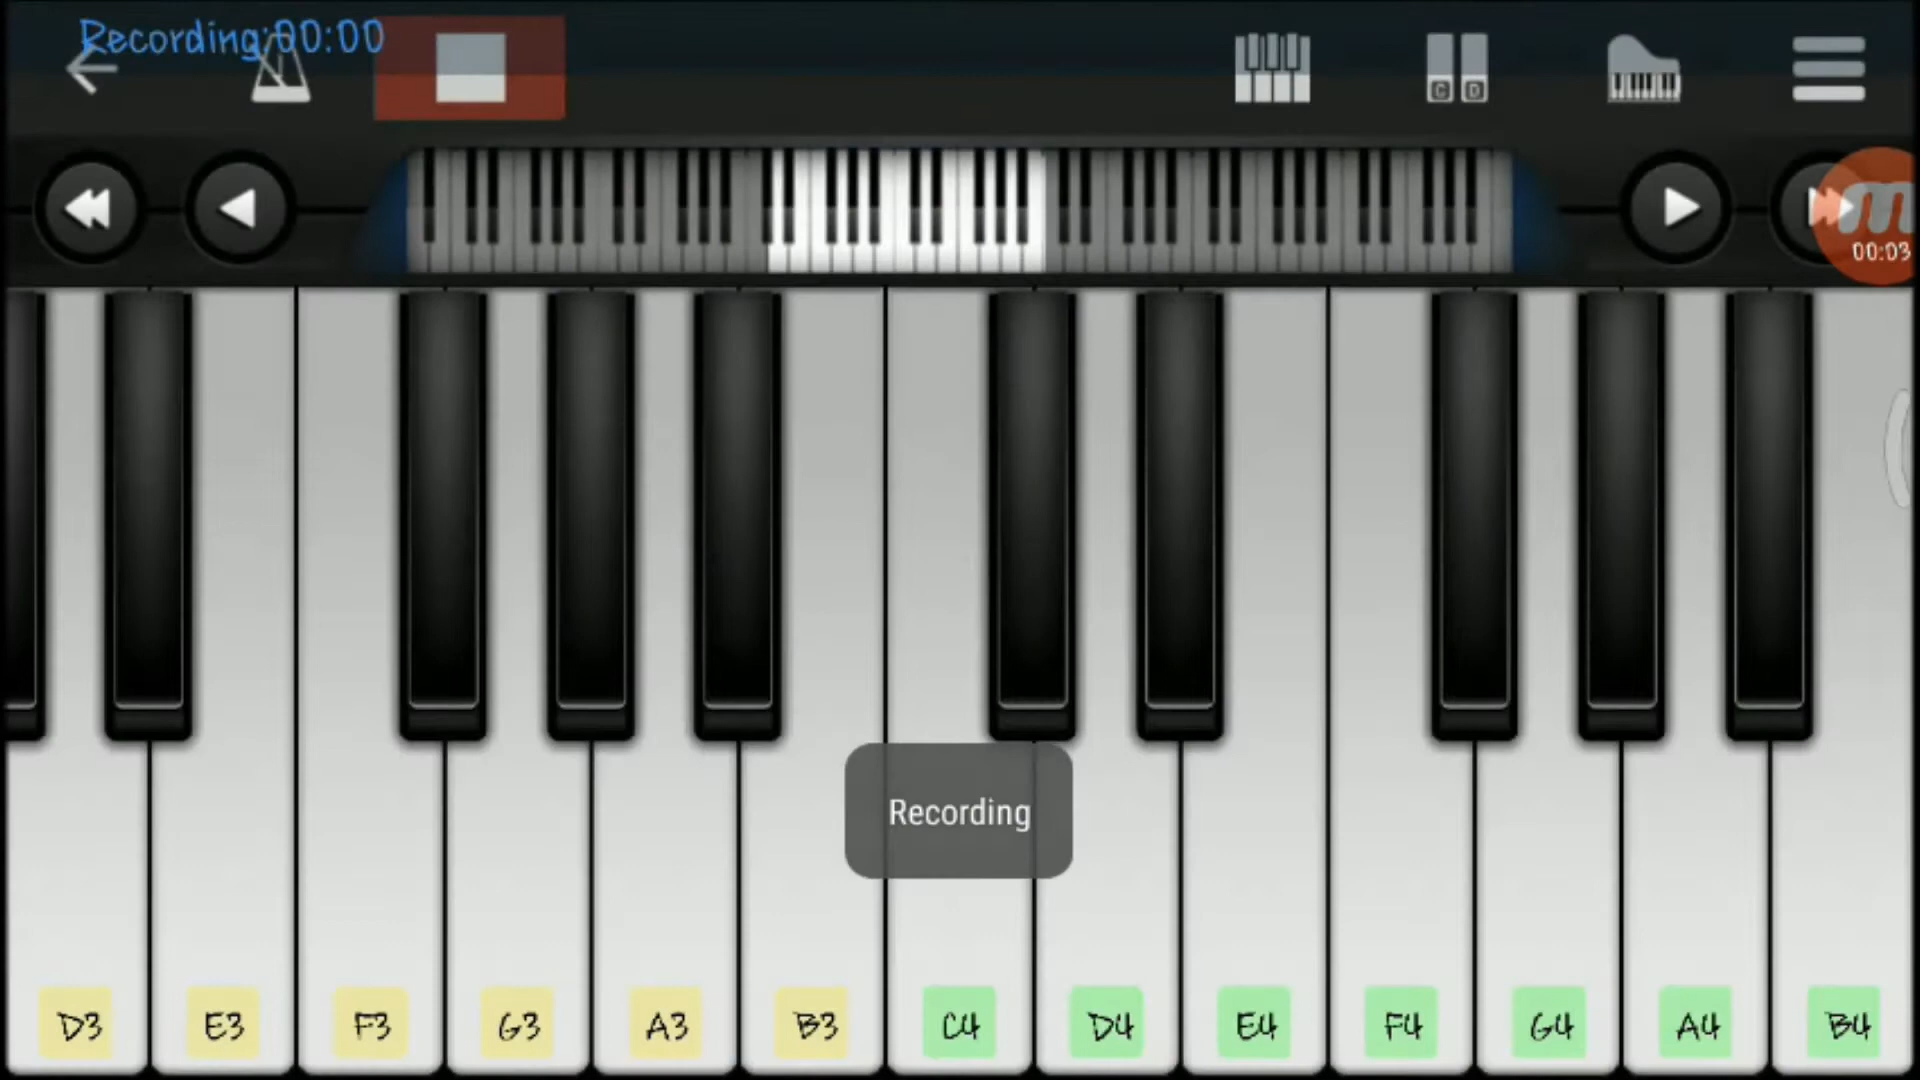 Recording:00:00
C D
m
00:03
Recording
D3 E3 F3 G3 A3 B3 C4 D4 E4 F4 G4 A4 B4